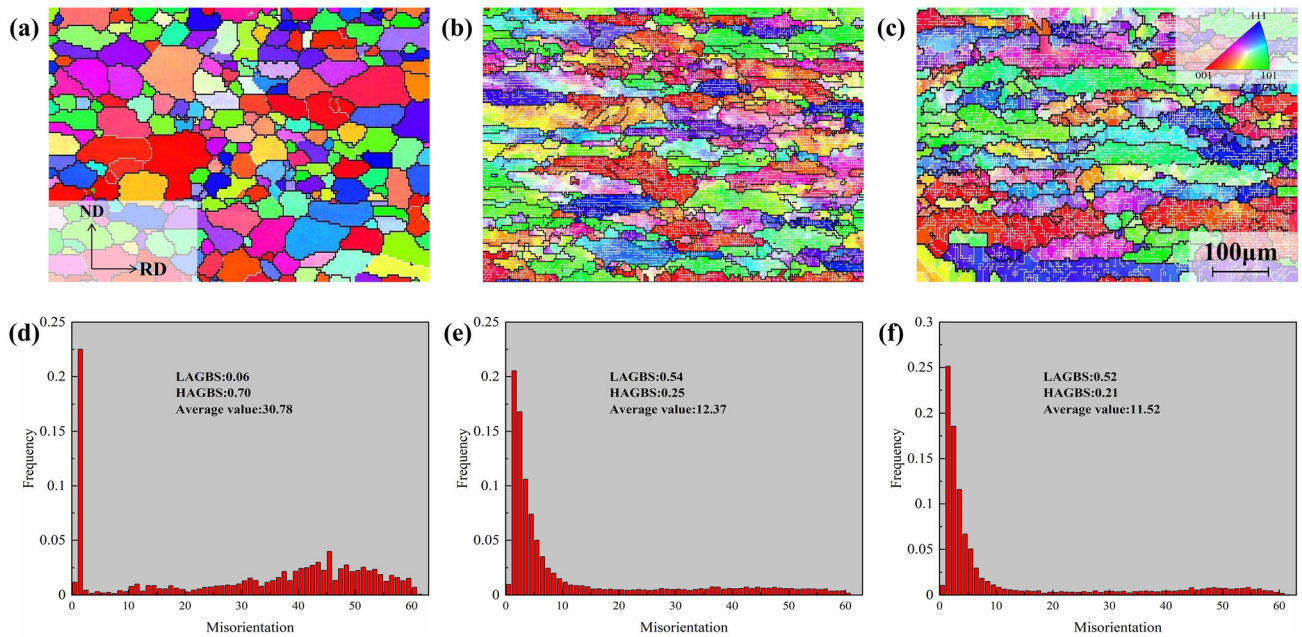 (a)
(b)
(c)
111
001
101
ND
RD
100μm
(d)
(e)
(f)
0.25
0.2
0.15
0.1
0.05
0
Frequency
LAGBS:0.06
HAGBS:0.70
Average value:30.78
0 10 20 30 40 50 60
Misorientation
0.25
0.2
0.15
0.1
0.05
0
Frequency
LAGBS:0.54
HAGBS:0.25
Average value:12.37
0 10 20 30 40 50 60
Misorientation
0.3
0.25
0.2
0.15
0.1
0.05
0
Frequency
LAGBS:0.52
HAGBS:0.21
Average value:11.52
0 10 20 30 40 50 60
Misorientation